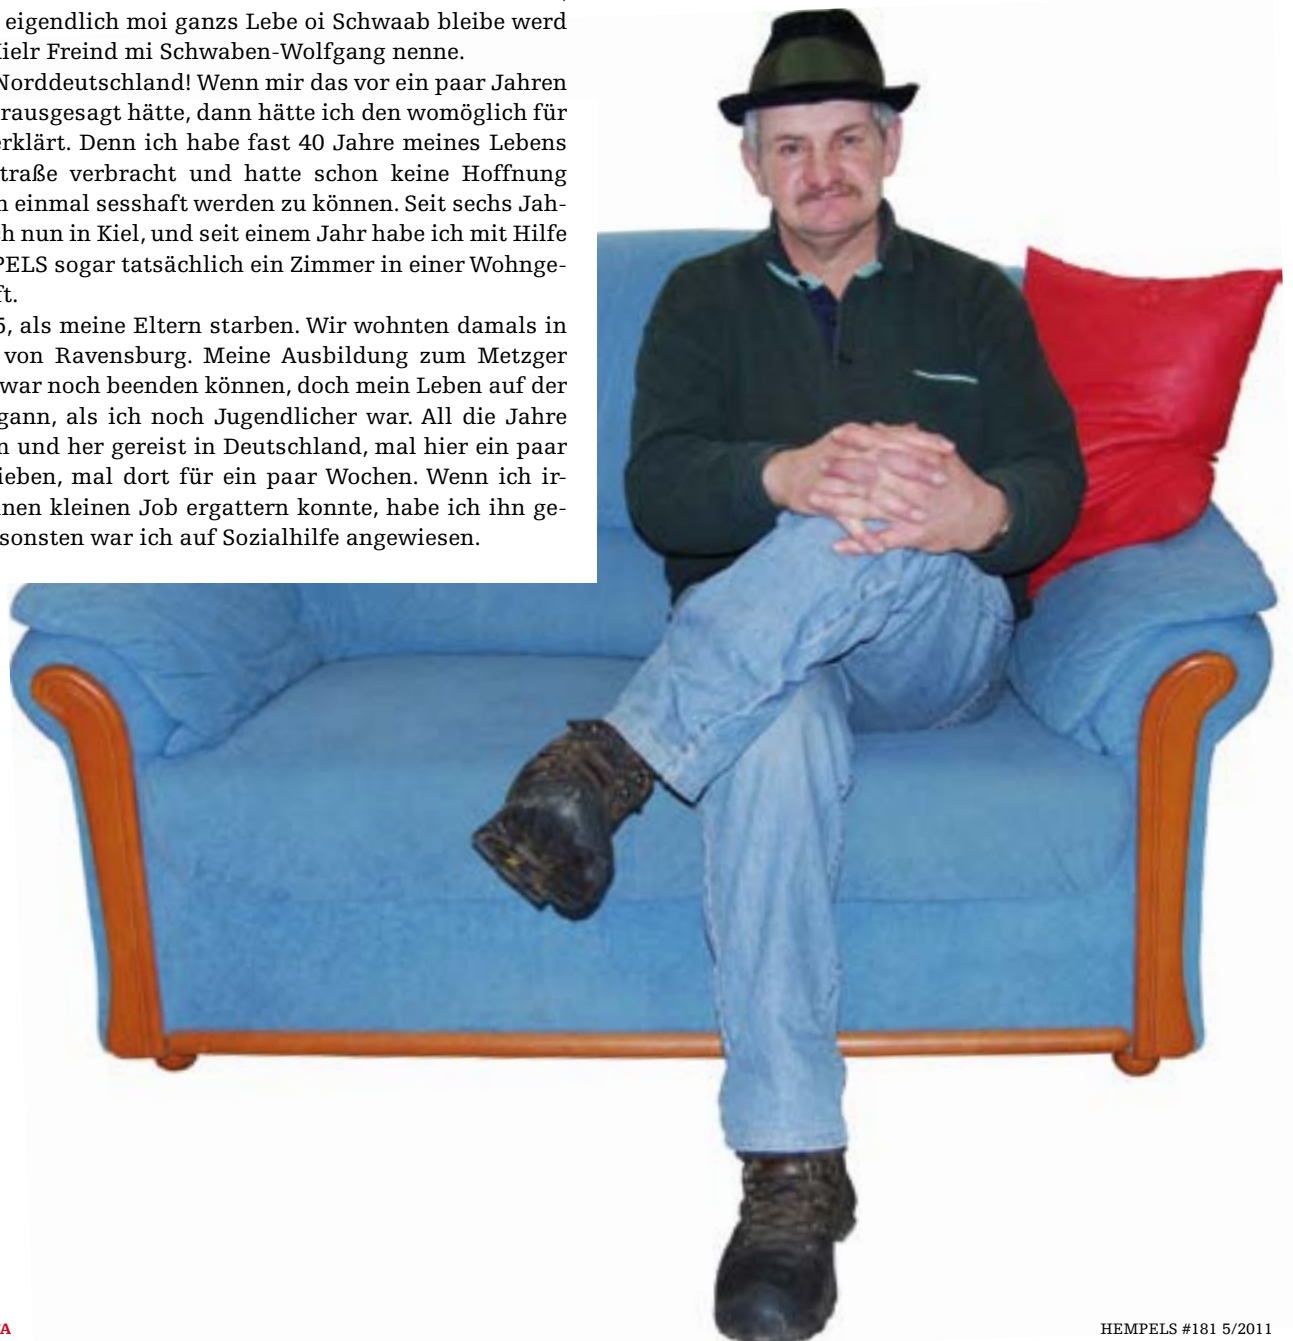 eigendlich moi ganzs Lebe oi Schwaab bleibe werd
ielr Freind mi Schwaben-Wolfgang nenne.
Norddeutschland! Wenn mir das vor ein paar Jahren
rausgesagt hätte, dann hätte ich den womöglich für
erklärt. Denn ich habe fast 40 Jahre meines Lebens
traße verbracht und hatte schon keine Hoffnung
einmal sesshaft werden zu können. Seit sechs Jah-
ch nun in Kiel, und seit einem Jahr habe ich mit Hilfe
PELS sogar tatsächlich ein Zimmer in einer Wohnge-
ft.
5, als meine Eltern starben. Wir wohnten damals in
von Ravensburg. Meine Ausbildung zum Metzger
war noch beenden können, doch mein Leben auf der
gann, als ich noch Jugendlicher war. All die Jahre
n und her gereist in Deutschland, mal hier ein paar
ieben, mal dort für ein paar Wochen. Wenn ich ir-
inen kleinen Job ergattern konnte, habe ich ihn ge-
sonsten war ich auf Sozialhilfe angewiesen.
A
HEMPELS #181 5/2011